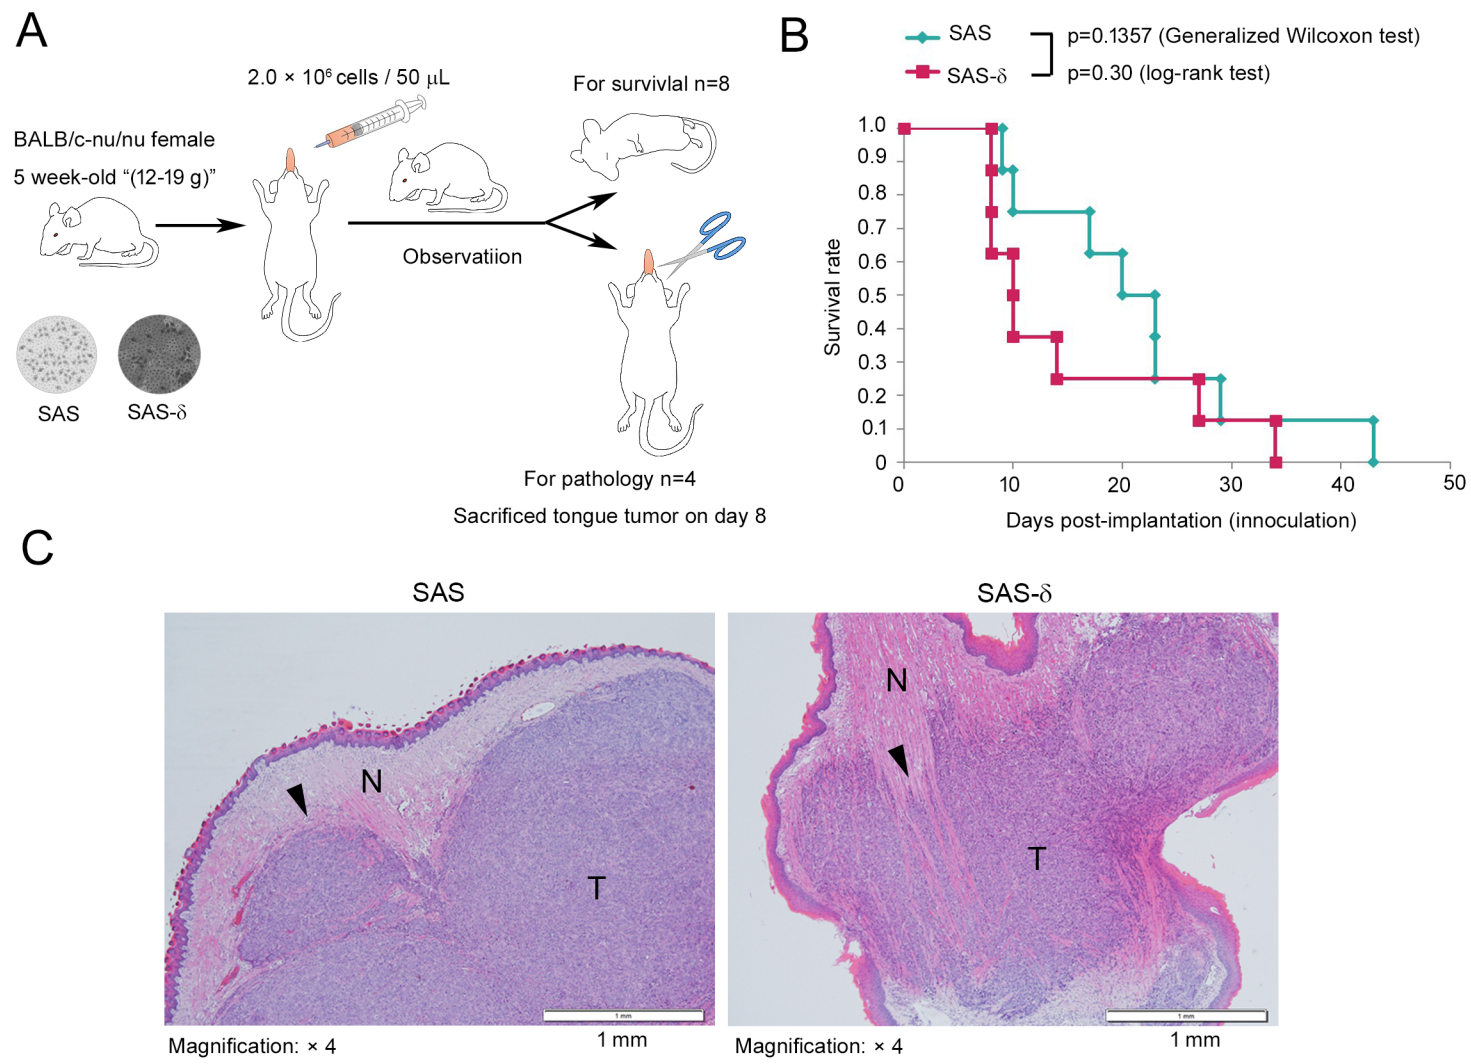 A
2.0 × 10⁶ cells / 50 μL
For survivlal n=8
BALB/c-nu/nu female
5 week-old “(12-19 g)”
Observatiion
SAS
SAS-δ
For pathology n=4
Sacrificed tongue tumor on day 8
B
SAS
SAS-δ
p=0.1357 (Generalized Wilcoxon test)
p=0.30 (log-rank test)
Survival rate
1.0
0.9
0.8
0.7
0.6
0.5
0.4
0.3
0.2
0.1
0
0
10
20
30
40
50
Days post-implantation (innoculation)
C
SAS
N
T
1 mm
Magnification: × 4
1 mm
SAS-δ
N
T
1 mm
Magnification: × 4
1 mm